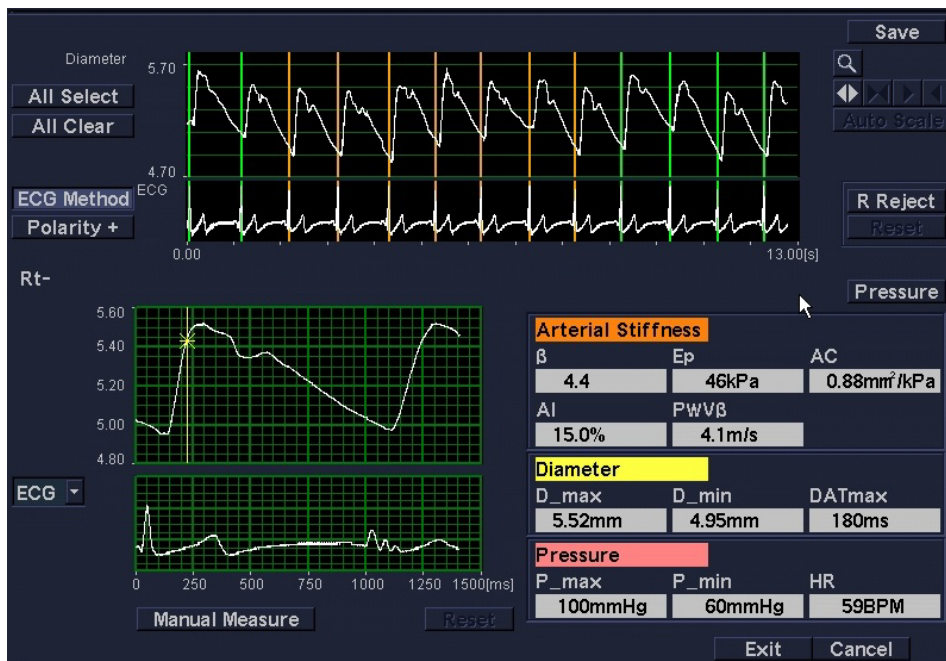 Save
Diameter
5.70
All Select
All Clear
Auto Scale
4.70
ECG
ECG Method
Polarity +
R Reject
Reset
0.00 13.00[s]
Rt-
Pressure
5.60
5.40
5.20
5.00
4.80
Arterial Stiffness
β Ep AC
4.4 46kPa 0.88mm²/kPa
AI PWVβ
15.0% 4.1m/s
Diameter
D_max D_min DATmax
5.52mm 4.95mm 180ms
Pressure
P_max P_min HR
100mmHg 60mmHg 59BPM
ECG
0 250 500 750 1000 1250 1500[ms]
Manual Measure Reset
Exit Cancel